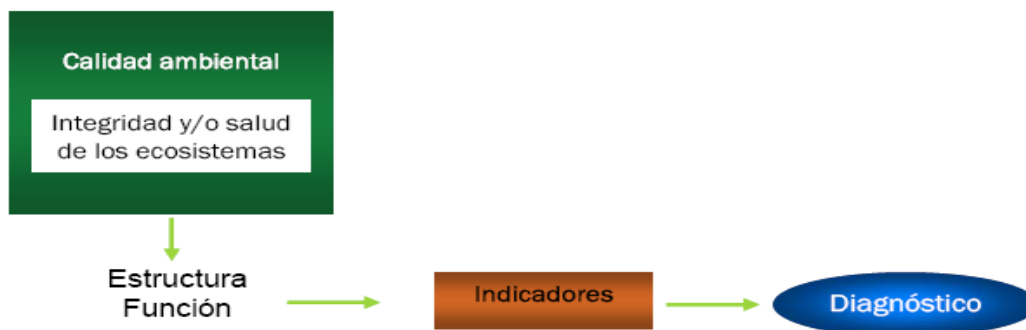 Calidad ambiental
Integridad y/o salud
de los ecosistemas
Estructura
Función
Indicadores
Diagnóstico